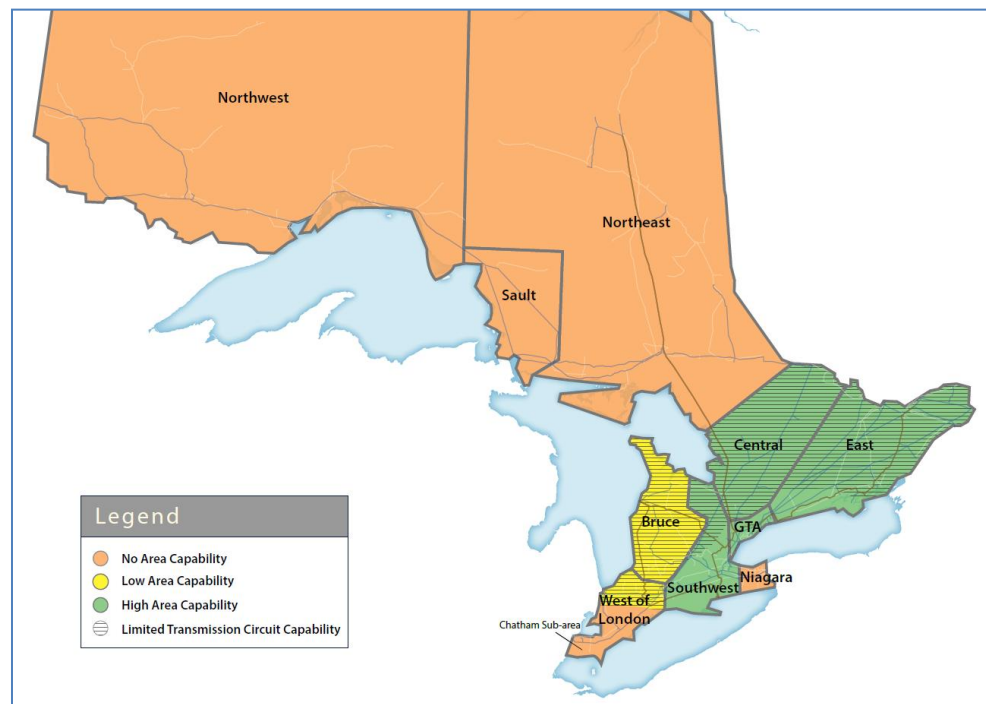 Northwest
Northeast
Sault
Central
East
Bruce
GTA
Niagara
Southwest
West of
London
Chatham Sub-area
Legend
No Area Capability
Low Area Capability
High Area Capability
Limited Transmission Circuit Capability